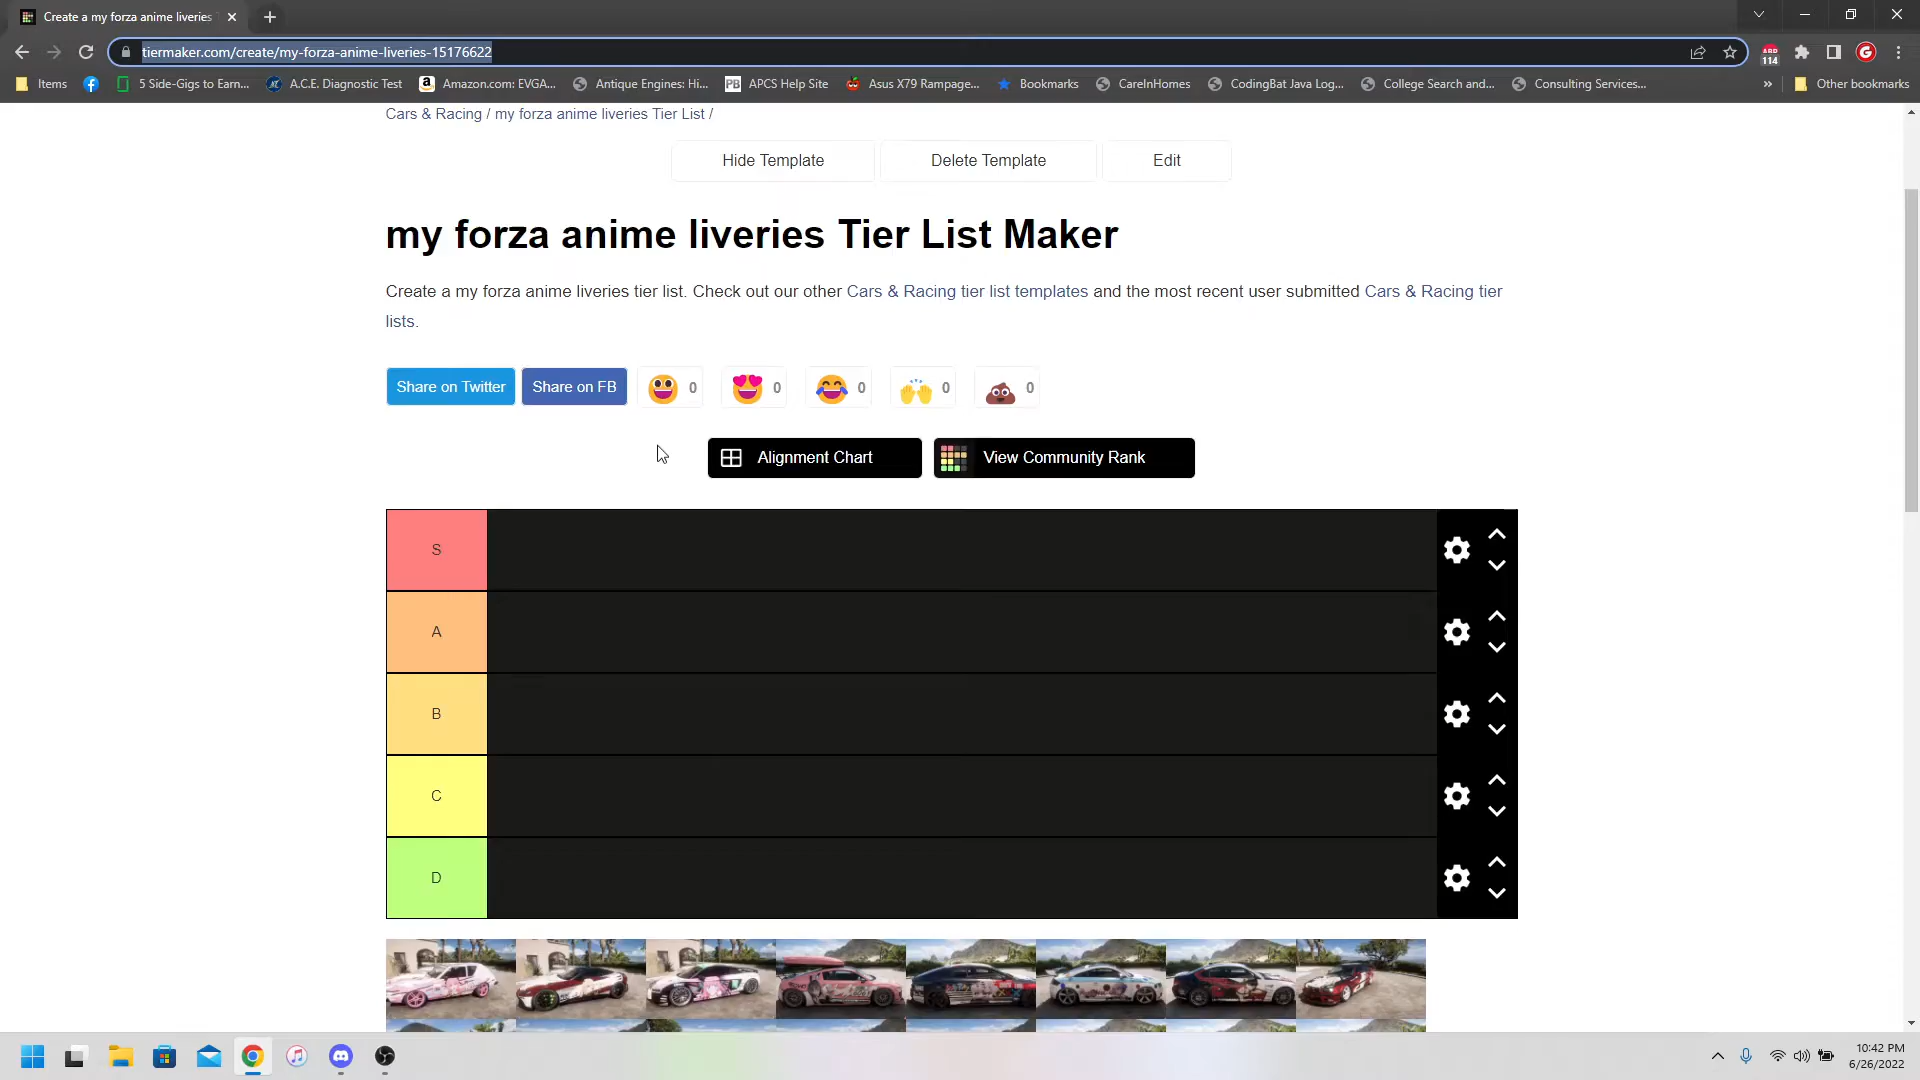 Create a my forza anime liveries
tiermaker.com/create/my-forza-anime-liveries-15176622
ABP
114
G
Items
5 Side-Gigs to Earn...
A.C.E. Diagnostic Test
Amazon.com: EVGA...
Antique Engines: Hi...
PB APCS Help Site
Asus X79 Rampage...
Bookmarks
CareInHomes
CodingBat Java Log...
College Search and...
Consulting Services...
»
Other bookmarks
Cars & Racing / my forza anime liveries Tier List /
Hide Template
Delete Template
Edit
my forza anime liveries Tier List Maker
Create a my forza anime liveries tier list. Check out our other Cars & Racing tier list templates and the most recent user submitted Cars & Racing tier
lists.
Share on Twitter
Share on FB
0
0
0
0
0
Alignment Chart
View Community Rank
S
A
B
C
D
10:42 PM
6/26/2022